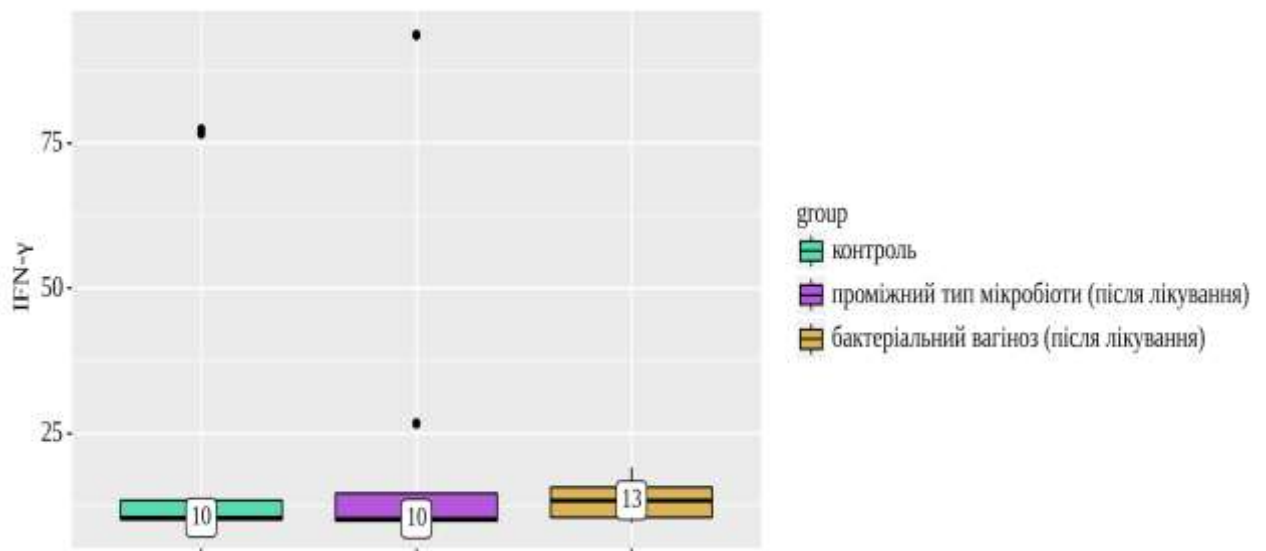 75
50
25
IFN-γ
10
10
13
group
контроль
проміжний тип мікробіоти (після лікування)
бактеріальний вагіноз (після лікування)